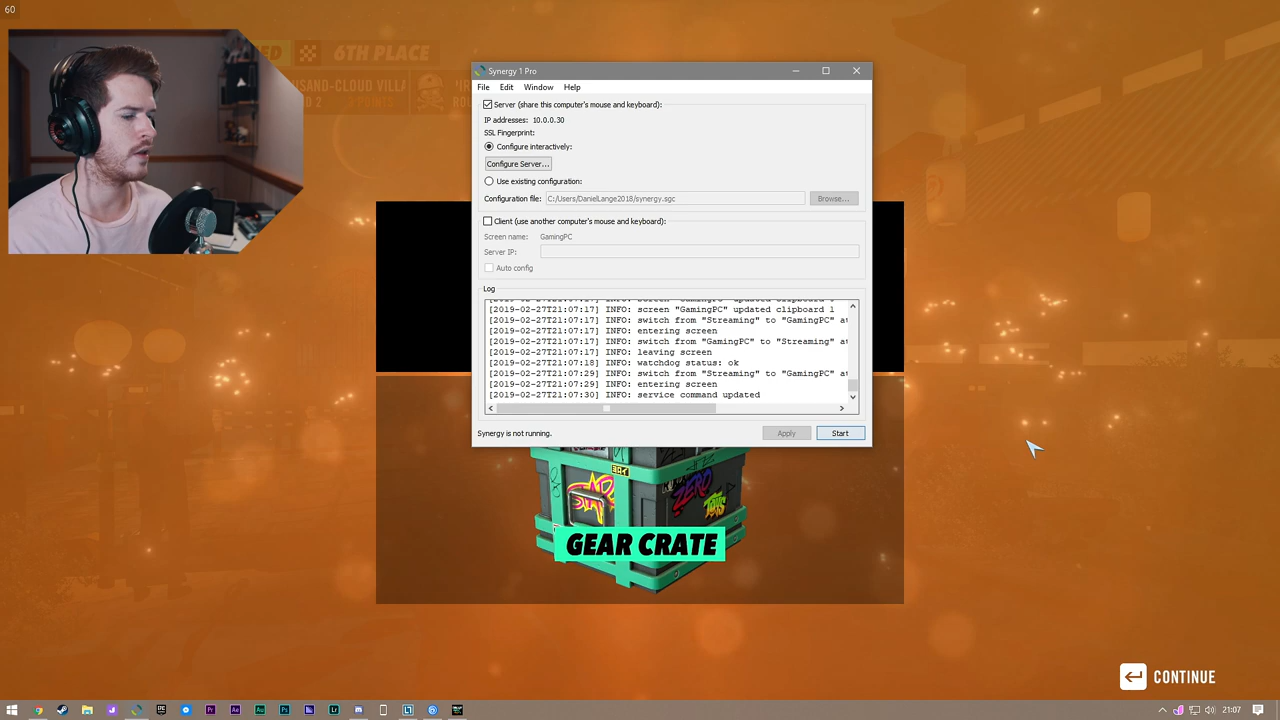 60
6TH PLACE
Synergy 1 Pro
File Edit Window Help
Server (share this computer's mouse and keyboard):
IP addresses: 10.0.0.30
SSL Fingerprint:
Configure interactively:
Configure Server...
Use existing configuration:
Configuration file: C:/Users/DanielLange2018/synergy.sgc Browse...
Client (use another computer's mouse and keyboard):
Screen name: GamingPC
Server IP:
Auto config
Log
[2019-02-27T21:07:17] INFO: screen "GamingPC" updated clipboard 1
[2019-02-27T21:07:17] INFO: switch from "Streaming" to "GamingPC" at
[2019-02-27T21:07:17] INFO: entering screen
[2019-02-27T21:07:17] INFO: switch from "GamingPC" to "Streaming" at
[2019-02-27T21:07:17] INFO: leaving screen
[2019-02-27T21:07:18] INFO: watchdog status: ok
[2019-02-27T21:07:29] INFO: switch from "Streaming" to "GamingPC" at
[2019-02-27T21:07:29] INFO: entering screen
[2019-02-27T21:07:30] INFO: service command updated
Synergy is not running. Apply Start
ZERO
TOYS
GEAR CRATE
CONTINUE
Pr Ae Au Ps Lr
21:07